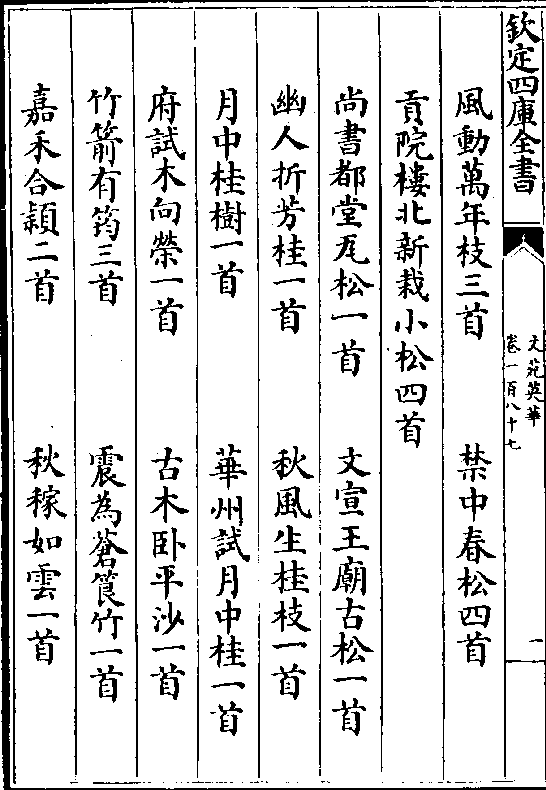 欽定四庫全書
文苑英華
卷一百八十七
一
風動萬年枝三首 禁中春松四首
貢院樓北新栽小松四首
尚書都堂瓦松一首 文宣王廟古松一首
幽人折芳桂一首 秋風生桂枝一首
月中桂樹一首 華州試月中桂一首
府試木向榮一首 古木卧平沙一首
竹箭有筠三首 震為蒼筤竹一首
嘉禾合頴二首 秋稼如雲一首